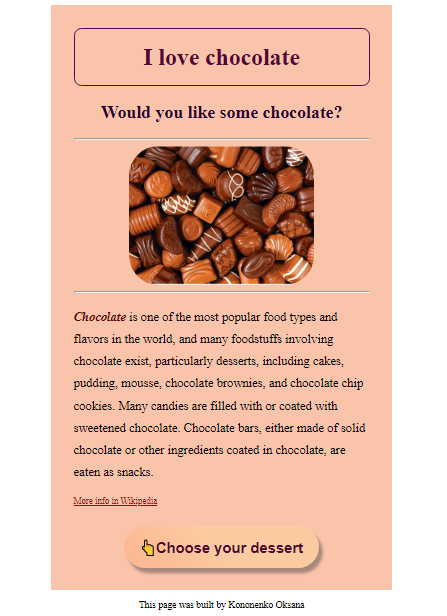 I love chocolate
Would you like some chocolate?
Chocolate is one of the most popular food types and
flavors in the world, and many foodstuffs involving
chocolate exist, particularly desserts, including cakes,
pudding, mousse, chocolate brownies, and chocolate chip
cookies. Many candies are filled with or coated with
sweetened chocolate. Chocolate bars, either made of solid
chocolate or other ingredients coated in chocolate, are
eaten as snacks.
More info in Wikipedia
👆Choose your dessert
This page was built by Kononenko Oksana